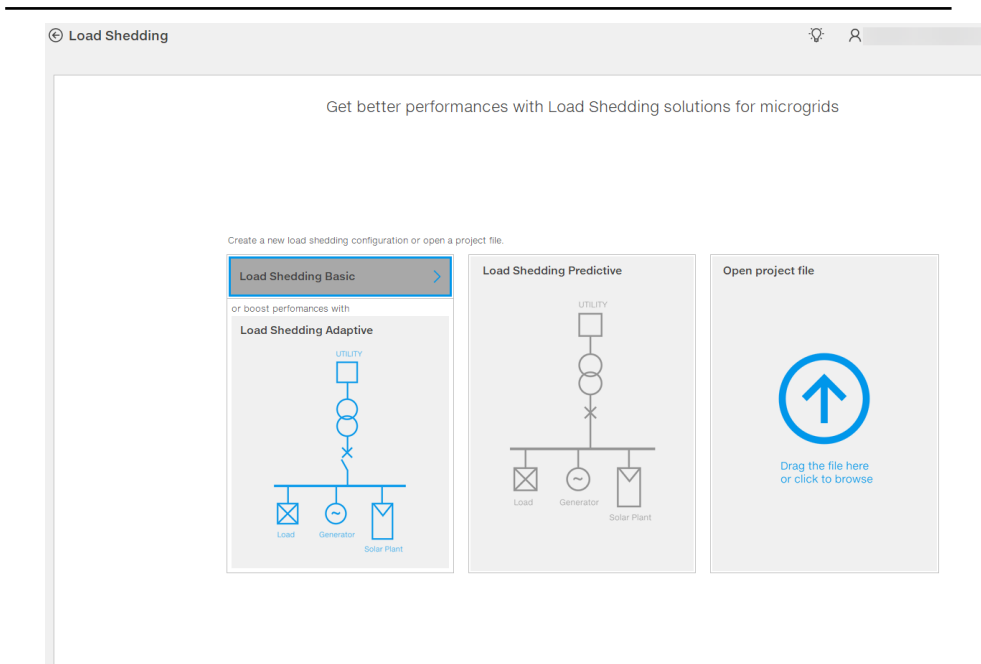 Load Shedding
Get better performances with Load Shedding solutions for microgrids
Create a new load shedding configuration or open a project file.
Load Shedding Basic
or boost perfomances with
Load Shedding Adaptive
UTILITY
Load
Generator
Solar Plant
Load Shedding Predictive
UTILITY
Load
Generator
Solar Plant
Open project file
Drag the file here
or click to browse